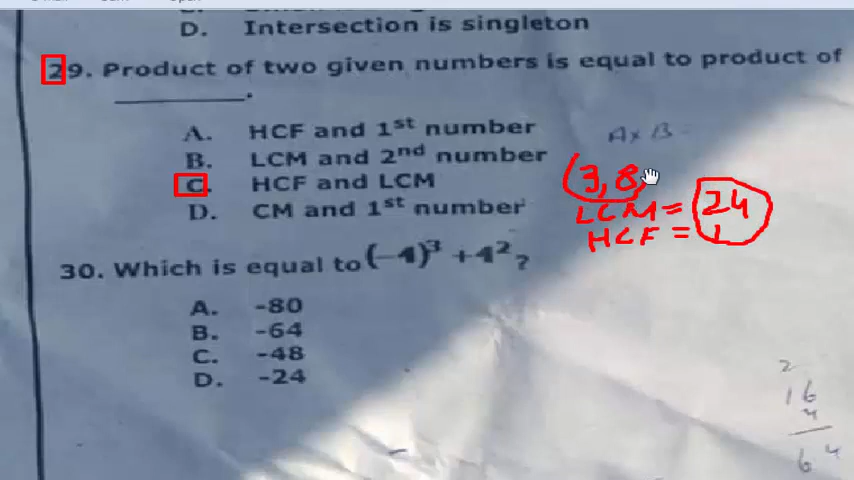 D. Intersection is singleton
29. Product of two given numbers is equal to product of
__________.
A. HCF and 1st number
B. LCM and 2nd number
C. HCF and LCM
D. CM and 1st number
A x B =
(3, 8)
LCM = 24
HCF = 1
30. Which is equal to (-4)³ +4²?
A. -80
B. -64
C. -48
D. -24
2
16
4
64